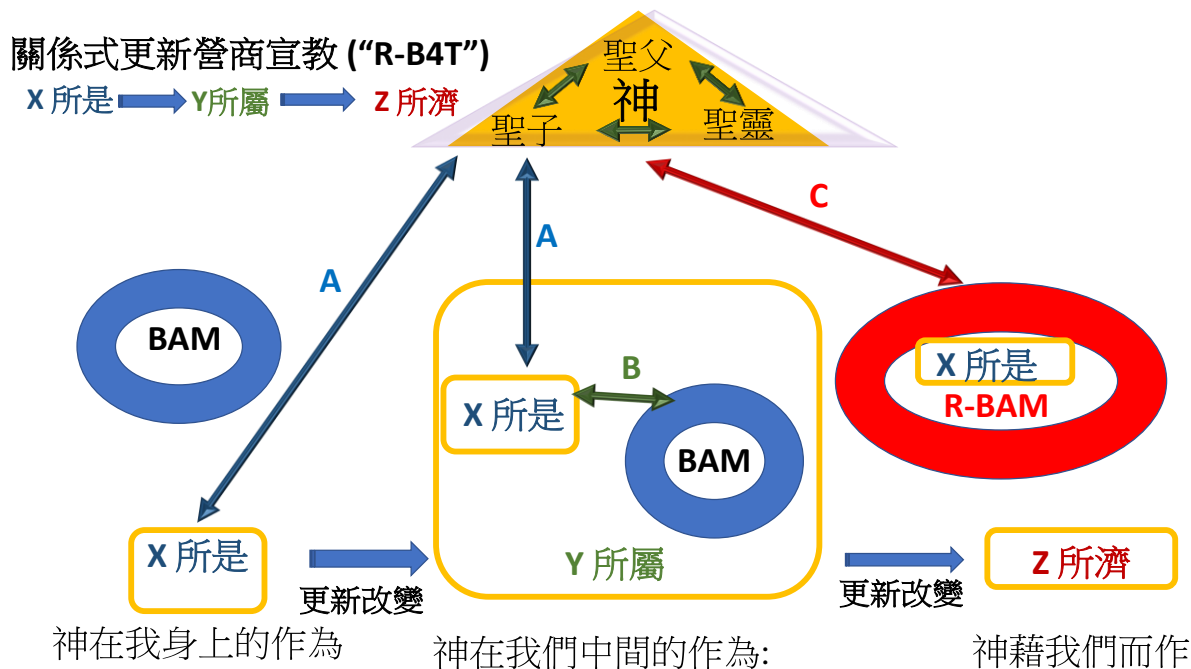 關係式更新營商宣教 (“R-B4T”)
X 所是 Y所屬 Z 所濟
聖父
神
聖子 聖靈
A
A
C
BAM
X 所是
B
BAM
X 所是
R-BAM
X 所是
Y 所屬
Z 所濟
更新改變
更新改變
神在我身上的作為
神在我們中間的作為:
神藉我們而作